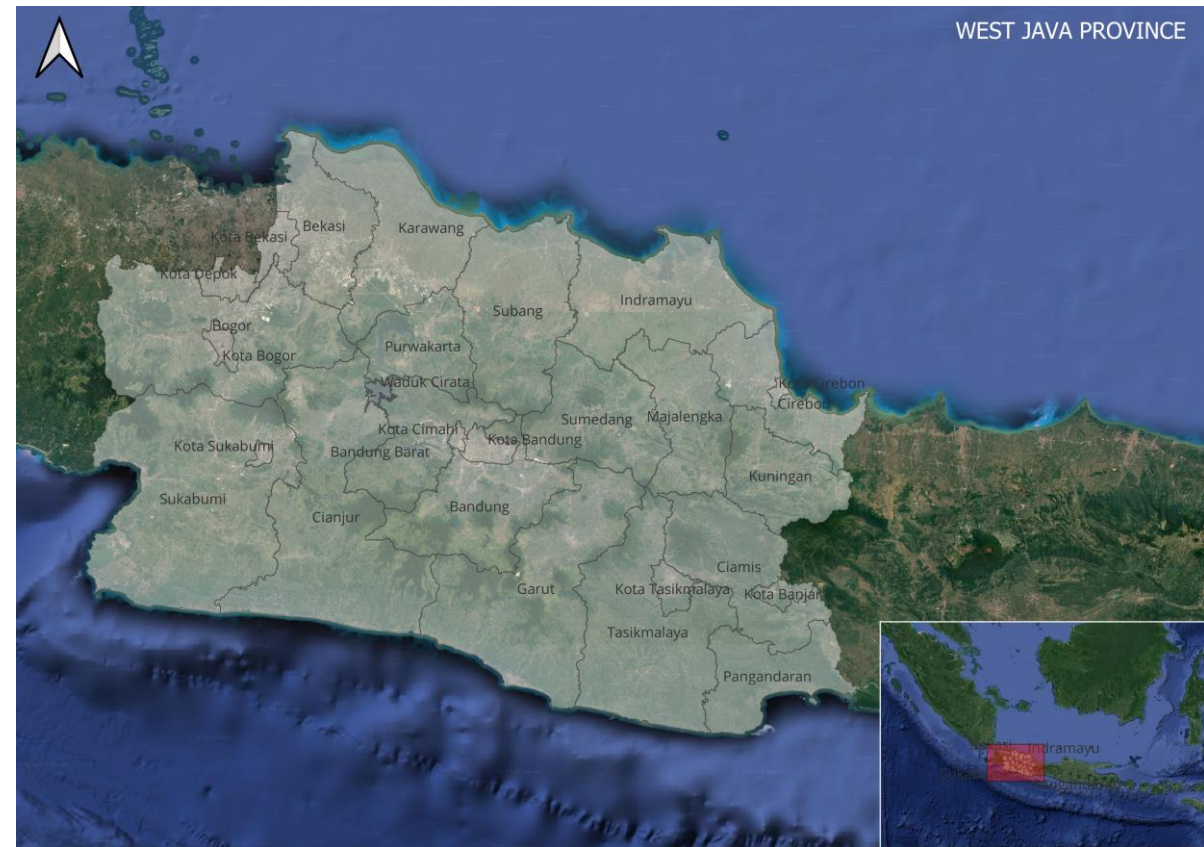 WEST JAVA PROVINCE
Bekasi
Karawang
Kota Bekasi
Kota Depok
Indramayu
Subang
Bogor
Purwakarta
Kota Bogor
Waduk Cirata
Kota Cirebon
Cirebon
Sumedang
Majalengka
Kota Cimahi
Kota Bandung
Kota Sukabumi
Bandung Barat
Kuningan
Sukabumi
Bandung
Cianjur
Ciamis
Garut
Kota Tasikmalaya
Kota Banjar
Tasikmalaya
Pangandaran
Indramayu